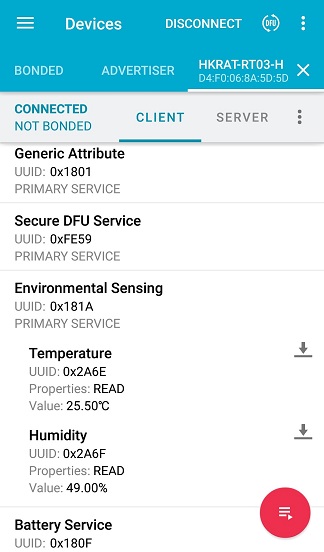 Devices
DISCONNECT
DFU
BONDED
ADVERTISER
HKRAT-RT03-H
D4:F0:06:8A:5D:5D
CONNECTED
NOT BONDED
CLIENT
SERVER
Generic Attribute
UUID: 0x1801
PRIMARY SERVICE
Secure DFU Service
UUID: 0xFE59
PRIMARY SERVICE
Environmental Sensing
UUID: 0x181A
PRIMARY SERVICE
Temperature
UUID: 0x2A6E
Properties: READ
Value: 25.50℃
Humidity
UUID: 0x2A6F
Properties: READ
Value: 49.00%
Battery Service
UUID: 0x180F